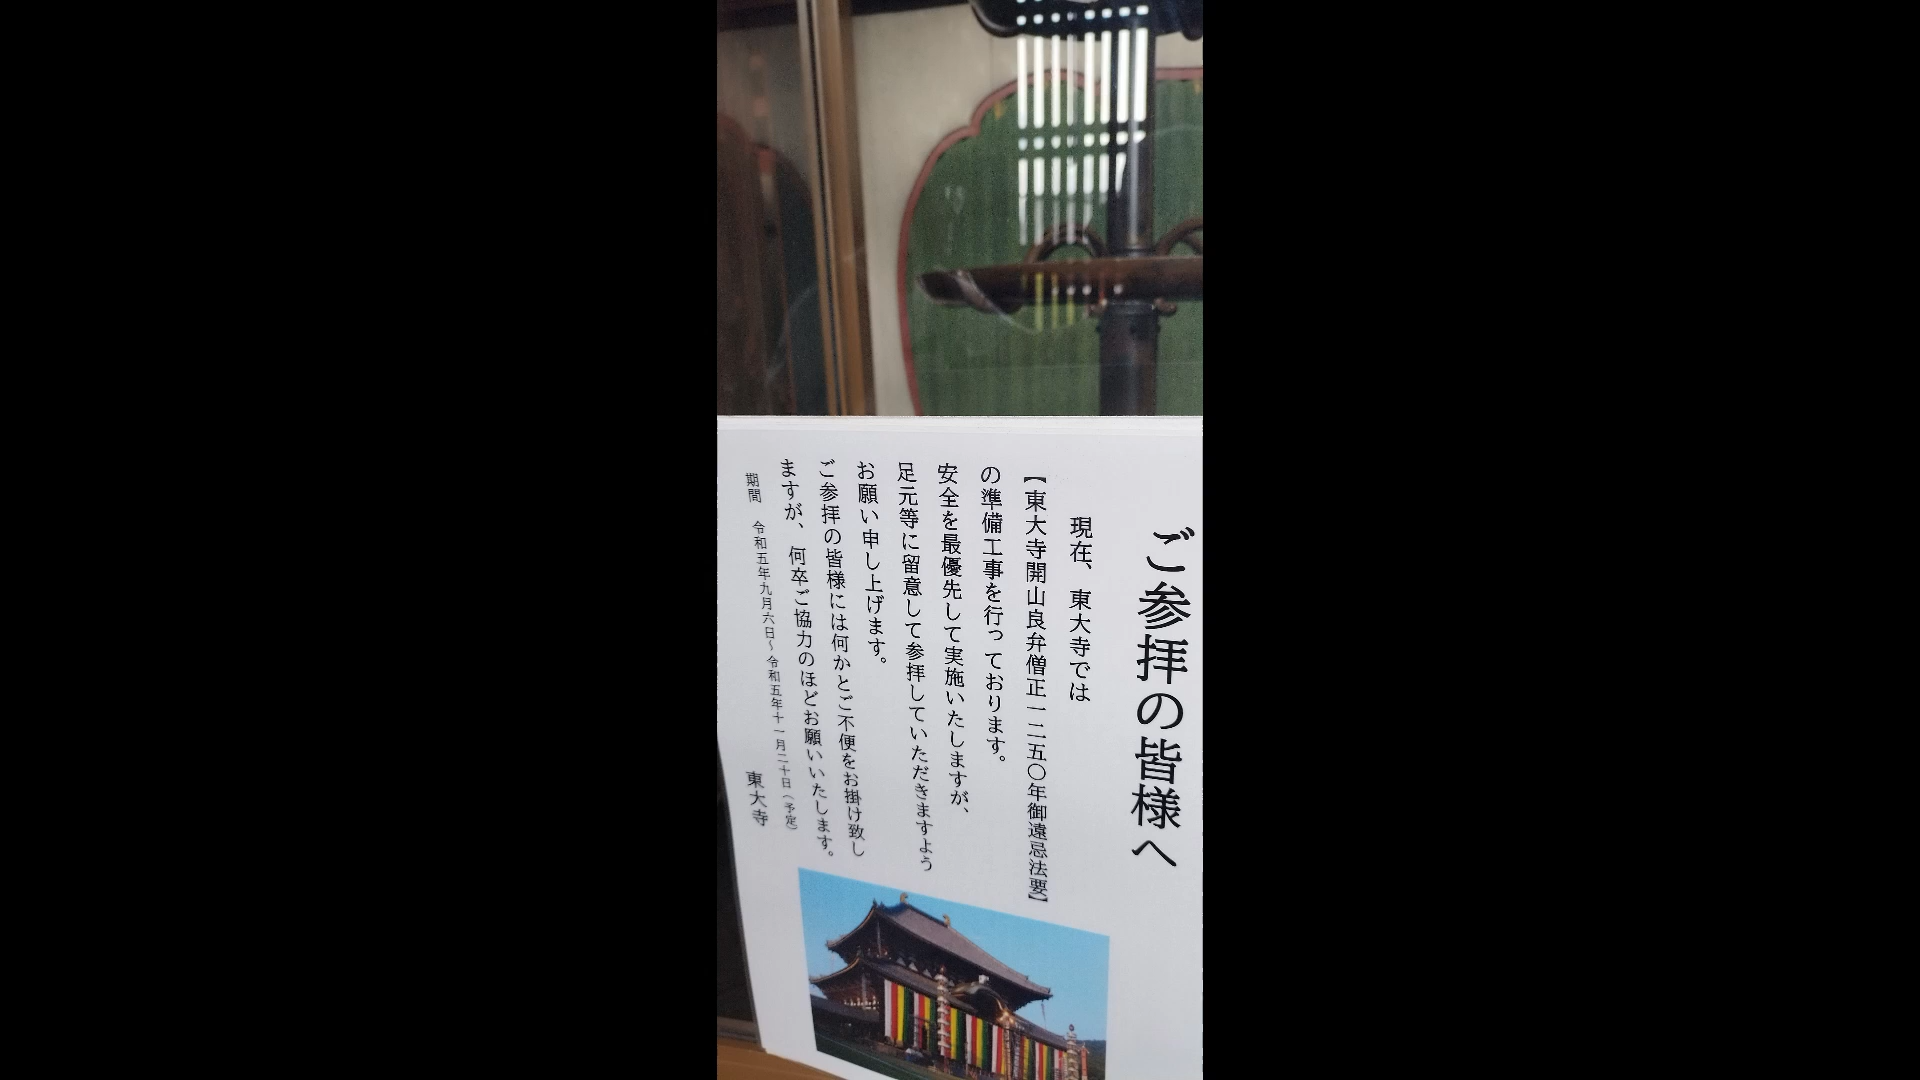 ご参拝の皆様へ
現在、東大寺では
【東大寺開山良弁僧正一二五〇年御遠忌法要】
の準備工事を行っております。
安全を最優先して実施いたしますが、
足元等に留意して参拝していただきますよう
お願い申し上げます。
ご参拝の皆様には何かとご不便をお掛け致し
ますが、何卒ご協力のほどお願いいたします。
期間 令和五年九月六日~令和五年十一月二十日(予定)
東大寺